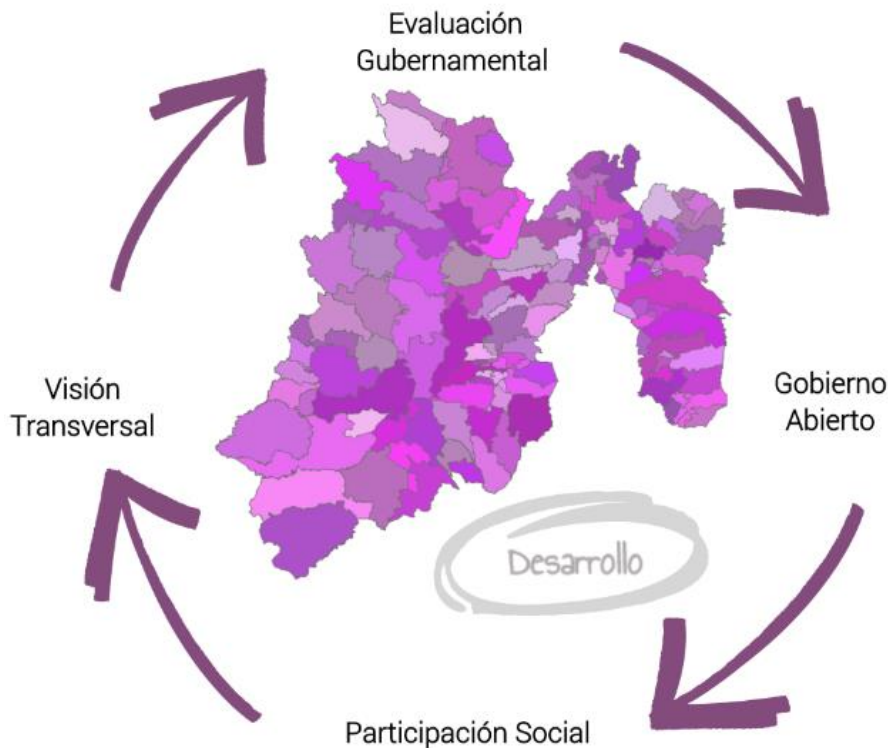 Evaluación
Gubernamental
Visión
Transversal
Gobierno
Abierto
Desarrollo
Participación Social